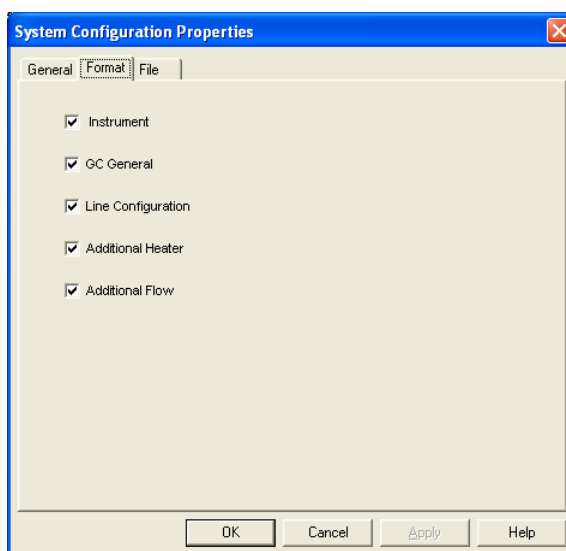 System Configuration Properties
General Format File
Instrument
GC General
Line Configuration
Additional Heater
Additional Flow
OK Cancel Apply Help